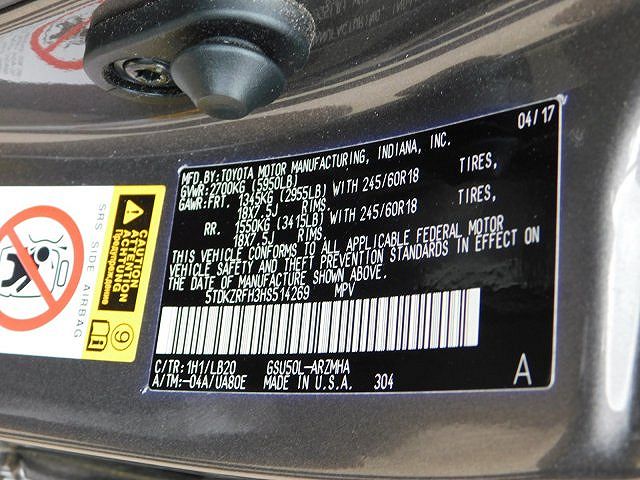 04/17
MFD.BY:TOYOTA MOTOR MANUFACTURING, INDIANA, INC.
GVWR:2700KG (5950LB)
GAWR:FRT. 1345KG (2955LB) WITH 245/60R18 TIRES,
18X7.5J RIMS,
RR. 1550KG (3415LB) WITH 245/60R18 TIRES,
18X7.5J RIMS.
THIS VEHICLE CONFORMS TO ALL APPLICABLE FEDERAL MOTOR
VEHICLE SAFETY AND THEFT PREVENTION STANDARDS IN EFFECT ON
THE DATE OF MANUFACTURE SHOWN ABOVE.
5TDKZRFH3HS514269 MPV
C/TR:1H1/LB20 GSU50L-ARZMHA
A/TM:-04A/UA80E MADE IN U.S.A. 304
A
SRS SIDE AIRBAG
CAUTION
ATTENTION
ACHTUNG
Предупреждение
9